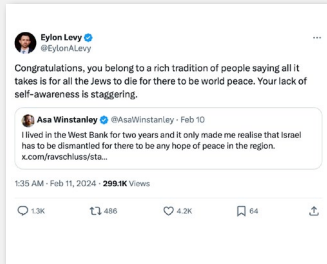 Eylon Levy
@EylonALevy
Congratulations, you belong to a rich tradition of people saying all it
takes is for all the Jews to die for there to be world peace. Your lack of
self-awareness is staggering.
Asa Winstanley @AsaWinstanley · Feb 10
I lived in the West Bank for two years and it only made me realise that Israel
has to be dismantled for there to be any hope of peace in the region.
x.com/ravschluss/sta...
1:35 AM · Feb 11, 2024 · 299.1K Views
1.3K 486 4.2K 64